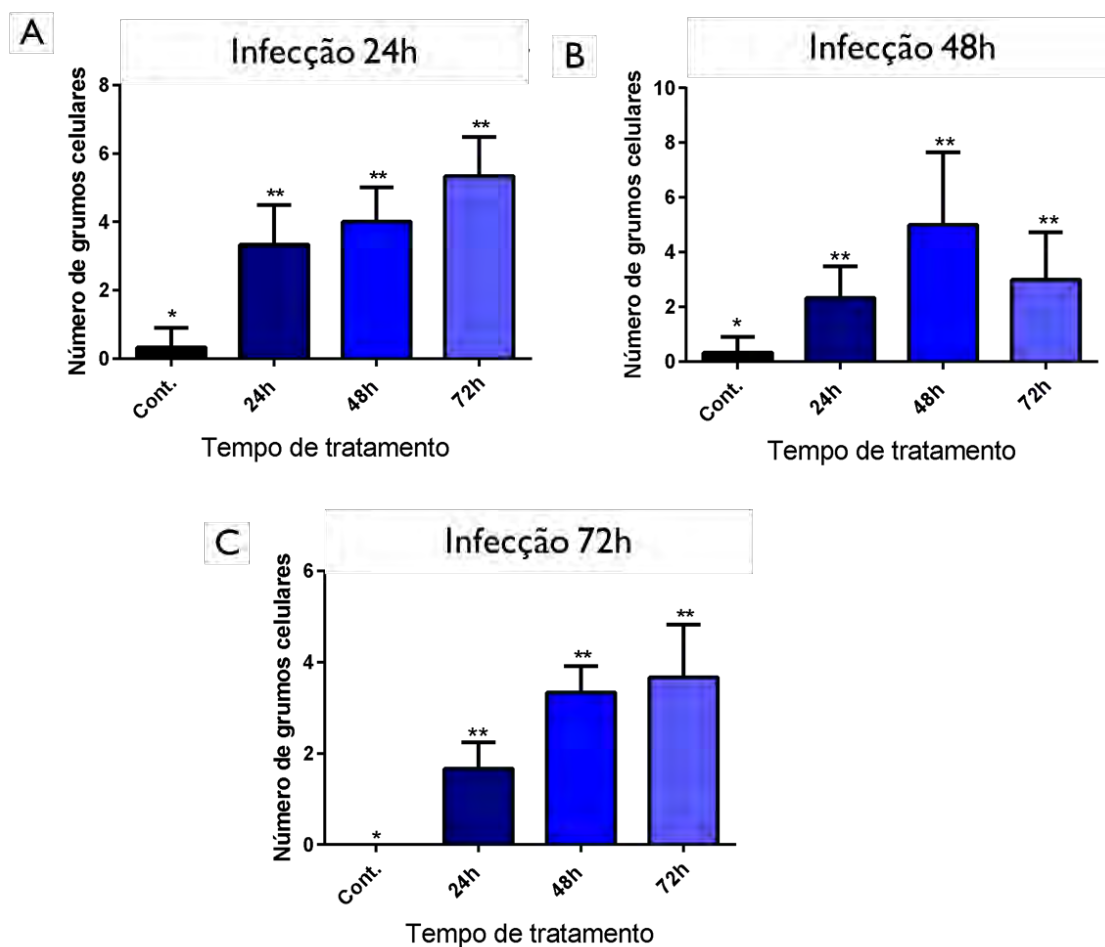 A
Infecção 24h
Número de grumos celulares
8
6
4
2
0
*
**
**
**
Cont.
24h
48h
72h
Tempo de tratamento
B
Infecção 48h
Número de grumos celulares
10
8
6
4
2
0
*
**
**
**
Cont.
24h
48h
72h
Tempo de tratamento
C
Infecção 72h
Número de grumos celulares
6
4
2
0
*
**
**
**
Cont.
24h
48h
72h
Tempo de tratamento